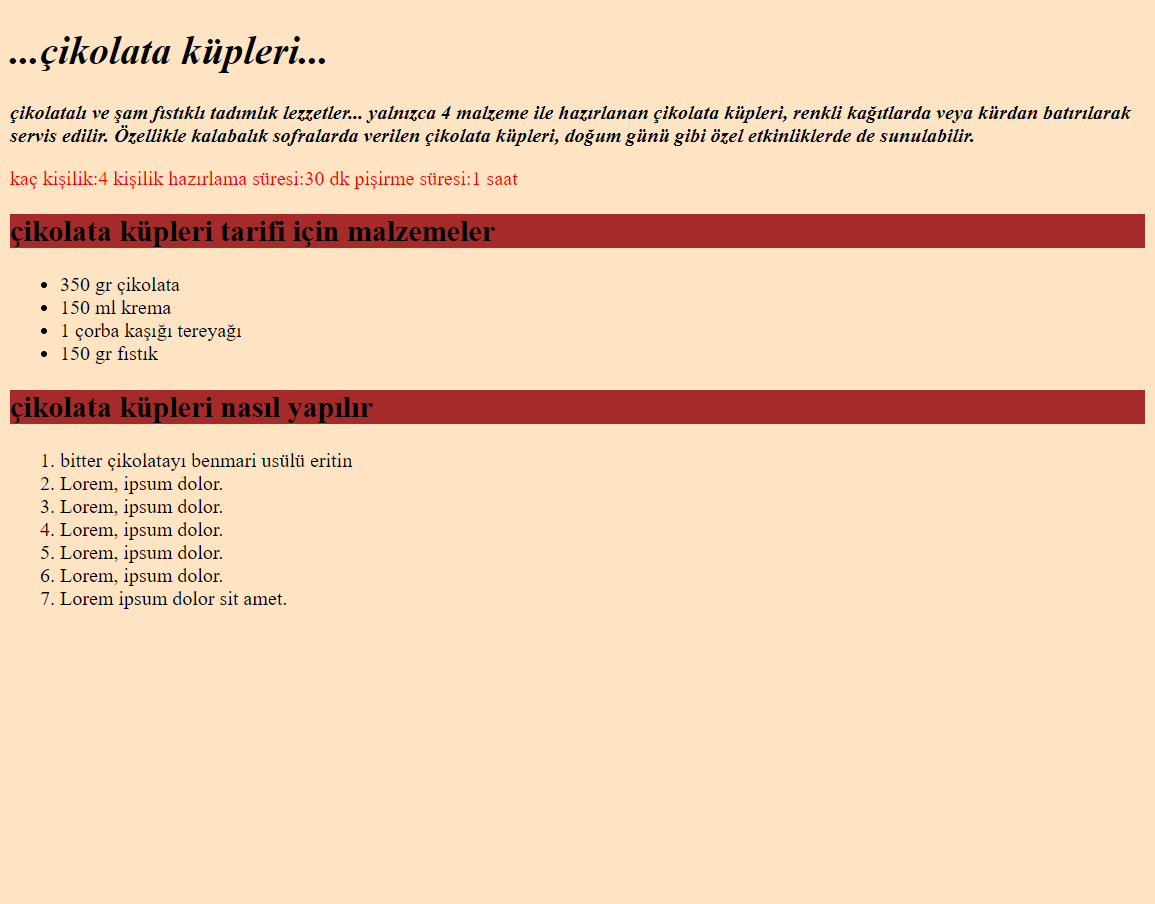 ...çikolata küpleri...
çikolatalı ve şam fıstıklı tadımlık lezzetler... yalnızca 4 malzeme ile hazırlanan çikolata küpleri, renkli kağıtlarda veya kürdan batırılarak
servis edilir. Özellikle kalabalık sofralarda verilen çikolata küpleri, doğum günü gibi özel etkinliklerde de sunulabilir.
kaç kişilik:4 kişilik hazırlama süresi:30 dk pişirme süresi:1 saat
çikolata küpleri tarifi için malzemeler
• 350 gr çikolata
• 150 ml krema
• 1 çorba kaşığı tereyağı
• 150 gr fıstık
çikolata küpleri nasıl yapılır
1. bitter çikolatayı benmari usülü eritin
2. Lorem, ipsum dolor.
3. Lorem, ipsum dolor.
4. Lorem, ipsum dolor.
5. Lorem, ipsum dolor.
6. Lorem, ipsum dolor.
7. Lorem ipsum dolor sit amet.